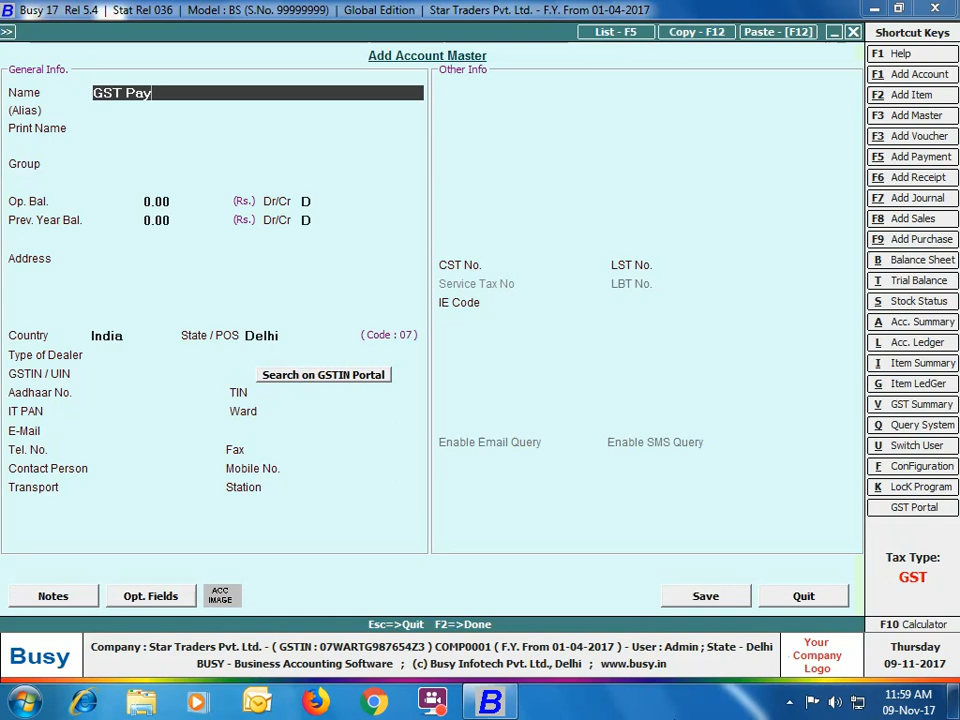 Busy 17 Rel 5.4 | Stat Rel 036 | Model : BS (S.No. 99999999) | Global Edition | Star Traders Pvt. Ltd. - F.Y. From 01-04-2017
>> List - F5 Copy - F12 Paste - [F12]
Add Account Master
General Info.
Name GST Pay
(Alias)
Print Name
Group
Op. Bal. 0.00 (Rs.) Dr/Cr D
Prev. Year Bal. 0.00 (Rs.) Dr/Cr D
Address
Country India State / POS Delhi ( Code : 07 )
Type of Dealer
GSTIN / UIN Search on GSTIN Portal
Aadhaar No. TIN
IT PAN Ward
E-Mail
Tel. No. Fax
Contact Person Mobile No.
Transport Station
Other Info
CST No. LST No.
Service Tax No LBT No.
IE Code
Enable Email Query Enable SMS Query
Notes Opt. Fields ACC IMAGE Save Quit
Esc=>Quit F2=>Done
Shortcut Keys
F1 Help
F1 Add Account
F2 Add Item
F3 Add Master
F3 Add Voucher
F5 Add Payment
F6 Add Receipt
F7 Add Journal
F8 Add Sales
F9 Add Purchase
B Balance Sheet
T Trial Balance
S Stock Status
A Acc. Summary
L Acc. Ledger
I Item Summary
G Item LedGer
V GST Summary
Q Query System
U Switch User
F ConFiguration
K LocK Program
GST Portal
Tax Type:
GST
F10 Calculator
Busy
Company : Star Traders Pvt. Ltd. - ( GSTIN : 07WARTG987654Z3 ) COMP0001 ( F.Y. From 01-04-2017 ) - User : Admin ; State - Delhi
BUSY - Business Accounting Software ; (c) Busy Infotech Pvt. Ltd., Delhi ; www.busy.in
Your
Company
Logo
Thursday
09-11-2017
11:59 AM
09-Nov-17